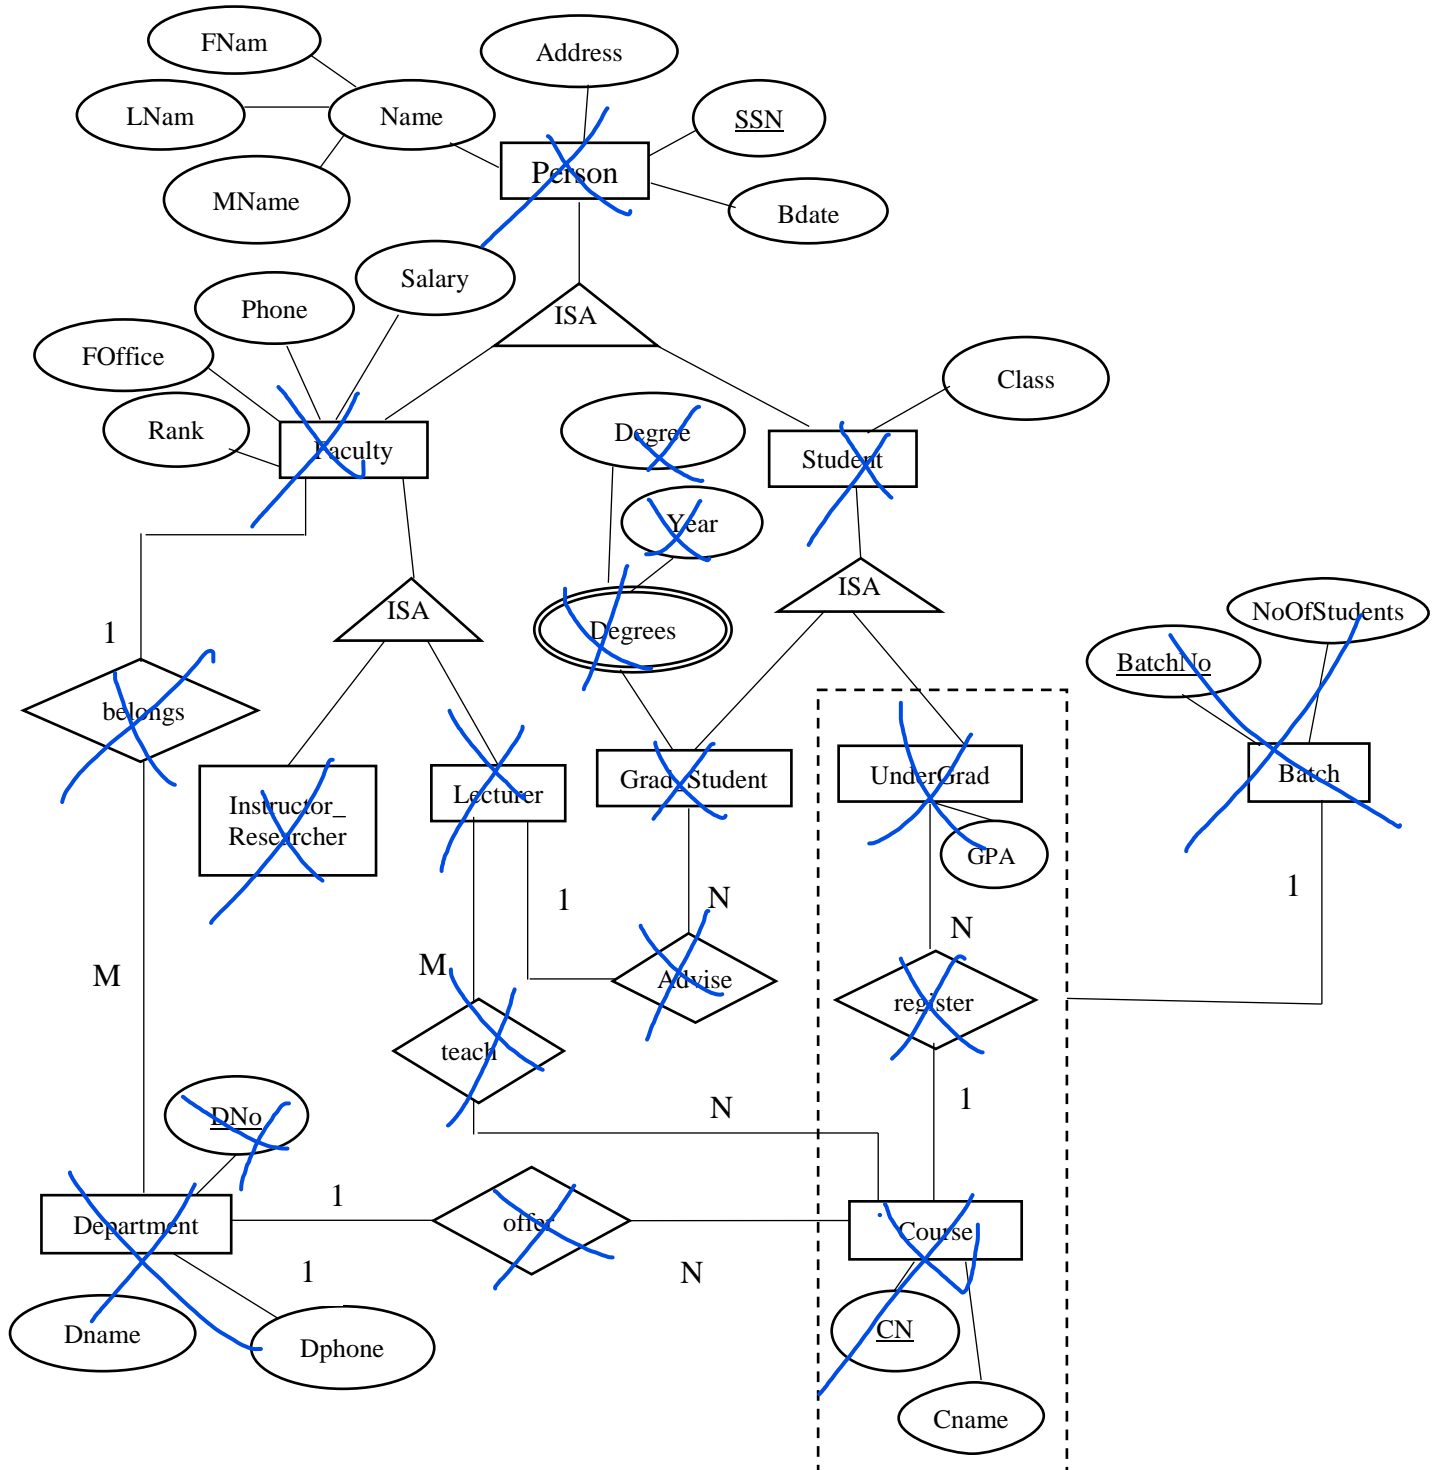 FNam
Address
LNam
Name
SSN
Person
MName
Bdate
Salary
Phone
ISA
FOffice
Class
Rank
Degree
Faculty
Student
Year
ISA
ISA
NoOfStudents
1
Degrees
BatchNo
belongs
Instructor_
Researcher
Lecturer
Grad_Student
UnderGrad
Batch
GPA
1
N
1
N
M
M
Advise
register
teach
1
N
DNo
1
Department
offer
Course
1
N
Dname
Dphone
CN
Cname